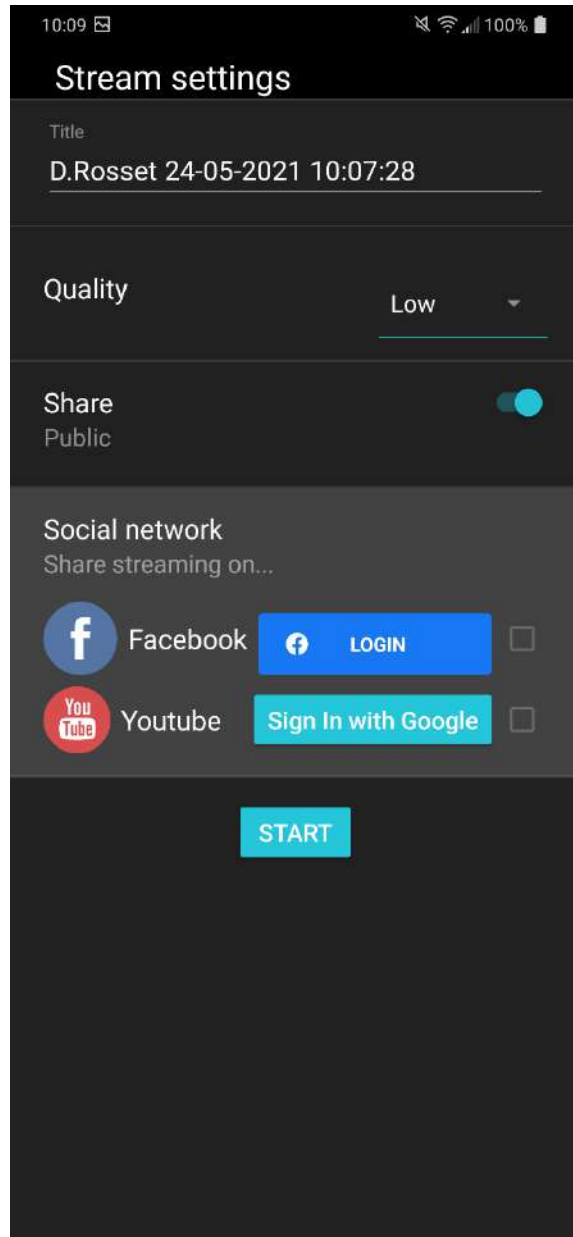 10:09 100%
Stream settings
Title
D.Rosset 24-05-2021 10:07:28
Quality
Low
Share
Public
Social network
Share streaming on...
f Facebook LOGIN
You
Tube
Youtube Sign In with Google
START